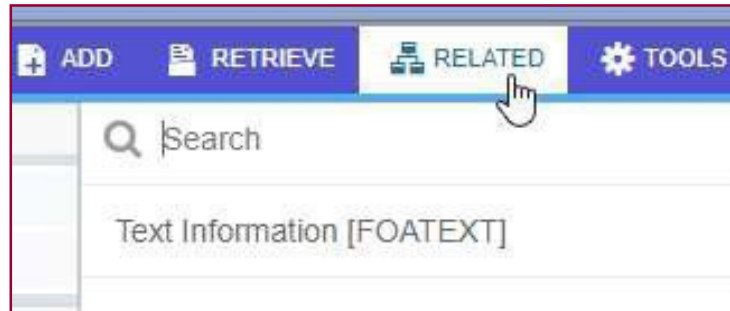 ADD RETRIEVE RELATED TOOLS
Search
Text Information [FOATEXT]